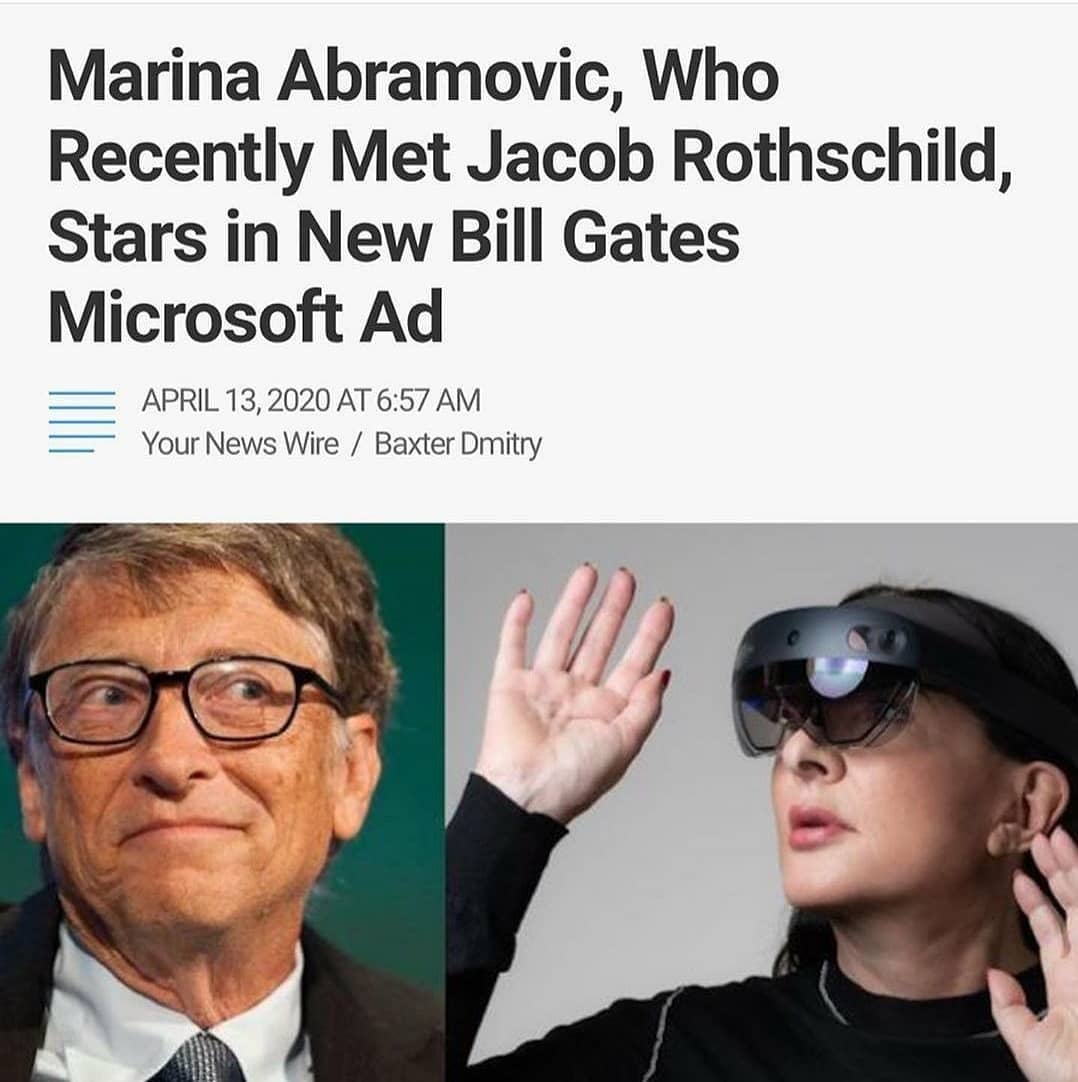 Marina Abramovic, Who
Recently Met Jacob Rothschild,
Stars in New Bill Gates
Microsoft Ad
APRIL 13, 2020 AT 6:57 AM
Your News Wire / Baxter Dmitry